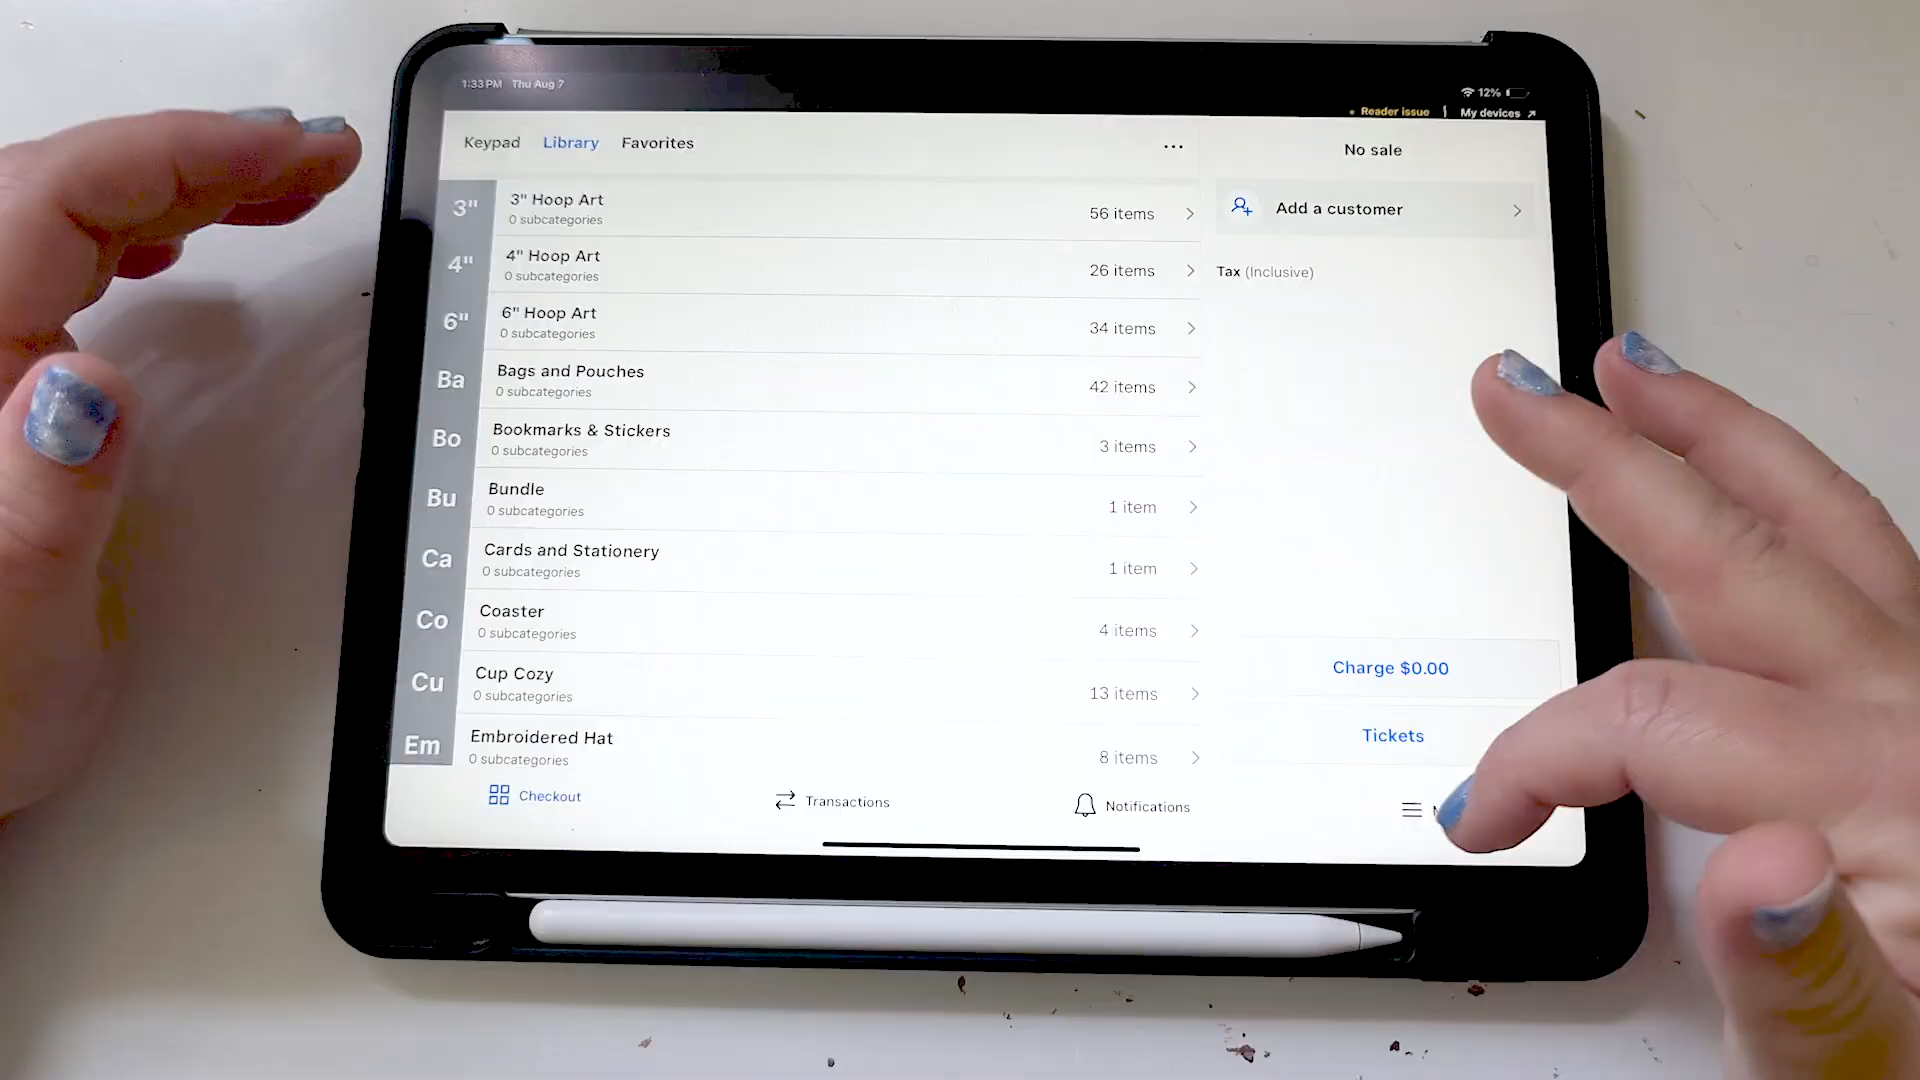 1:33 PM Thu Aug 7
12%
Reader issue My devices
Keypad Library Favorites
No sale
3" 3" Hoop Art
0 subcategories
56 items
Add a customer
4" 4" Hoop Art
0 subcategories
26 items
Tax (Inclusive)
6" 6" Hoop Art
0 subcategories
34 items
Ba Bags and Pouches
0 subcategories
42 items
Bo Bookmarks & Stickers
0 subcategories
3 items
Bu Bundle
0 subcategories
1 item
Ca Cards and Stationery
0 subcategories
1 item
Co Coaster
0 subcategories
4 items
Cu Cup Cozy
0 subcategories
13 items
Em Embroidered Hat
0 subcategories
8 items
Charge $0.00
Tickets
Checkout Transactions Notifications